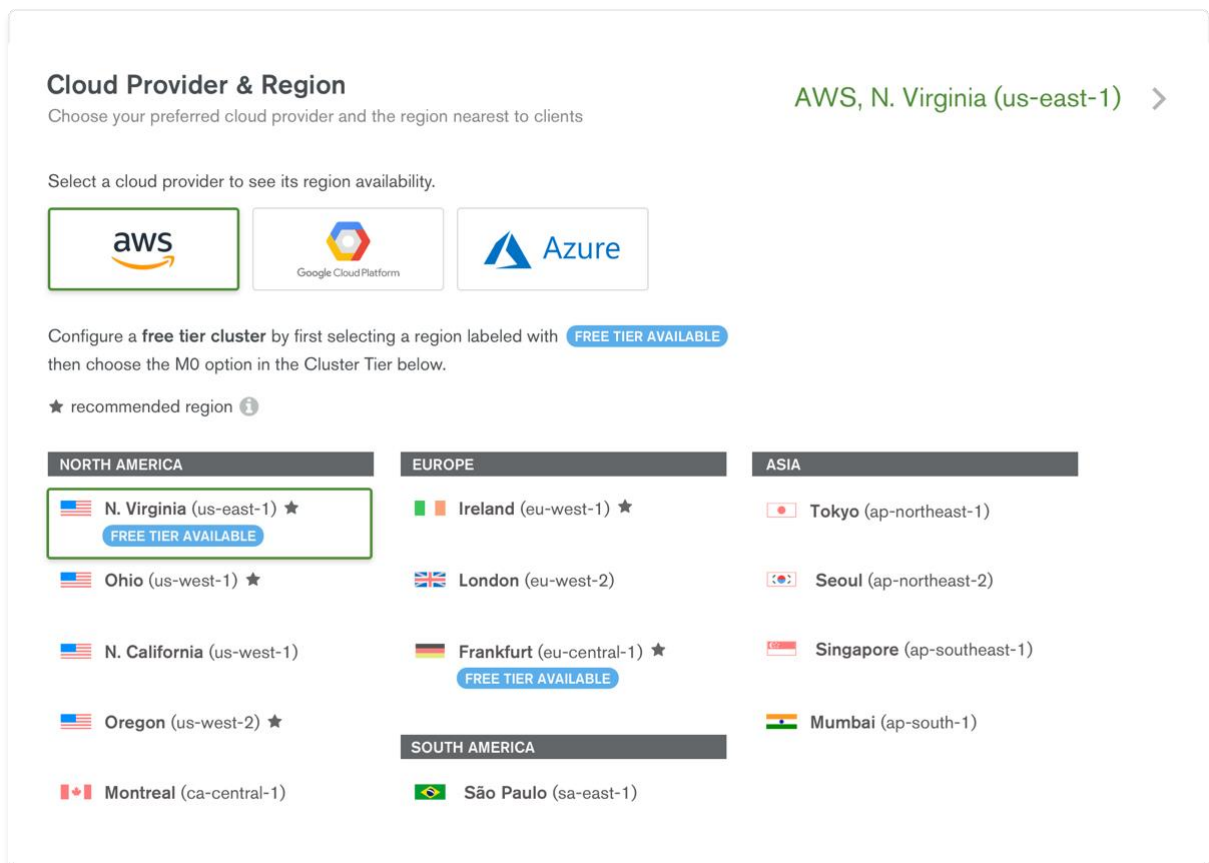 Cloud Provider & Region
AWS, N. Virginia (us-east-1)
Choose your preferred cloud provider and the region nearest to clients
Select a cloud provider to see its region availability.
aws
Google Cloud Platform
Azure
Configure a free tier cluster by first selecting a region labeled with FREE TIER AVAILABLE
then choose the M0 option in the Cluster Tier below.
★ recommended region i
NORTH AMERICA
N. Virginia (us-east-1) ★
FREE TIER AVAILABLE
Ohio (us-west-1) ★
N. California (us-west-1)
Oregon (us-west-2) ★
Montreal (ca-central-1)
EUROPE
Ireland (eu-west-1) ★
London (eu-west-2)
Frankfurt (eu-central-1) ★
FREE TIER AVAILABLE
SOUTH AMERICA
São Paulo (sa-east-1)
ASIA
Tokyo (ap-northeast-1)
Seoul (ap-northeast-2)
Singapore (ap-southeast-1)
Mumbai (ap-south-1)